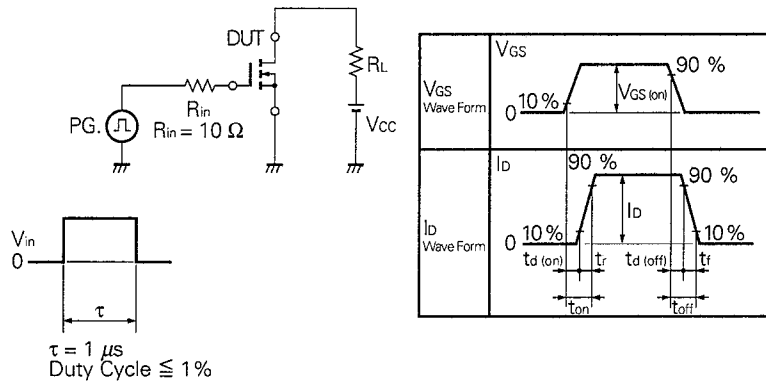 DUT
RL
Rin
PG.
Rin = 10 Ω
VCC
Vin
0
τ
τ = 1 μs
Duty Cycle ≦ 1%
VGS
Wave Form
VGS
90 %
10 %
VGS (on)
0
ID
Wave Form
ID
90 %
90 %
ID
10 %
0
10 %
td (on)
tr
td (off)
tf
ton
toff